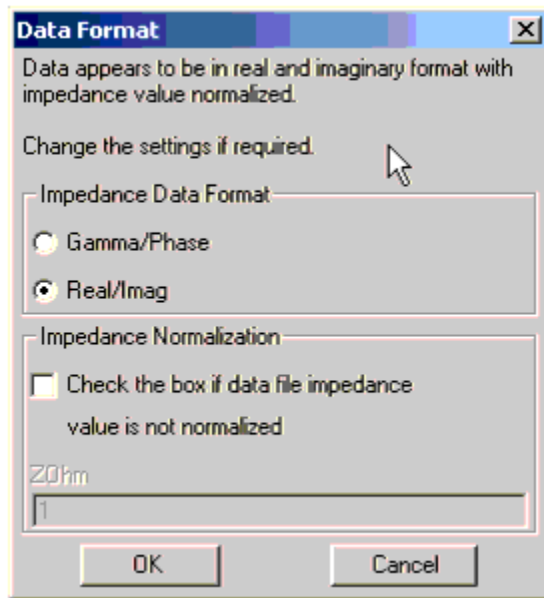 Data Format
Data appears to be in real and imaginary format with
impedance value normalized.
Change the settings if required.
Impedance Data Format
Gamma/Phase
Real/Imag
Impedance Normalization
Check the box if data file impedance
value is not normalized
ZOhm
1
OK
Cancel